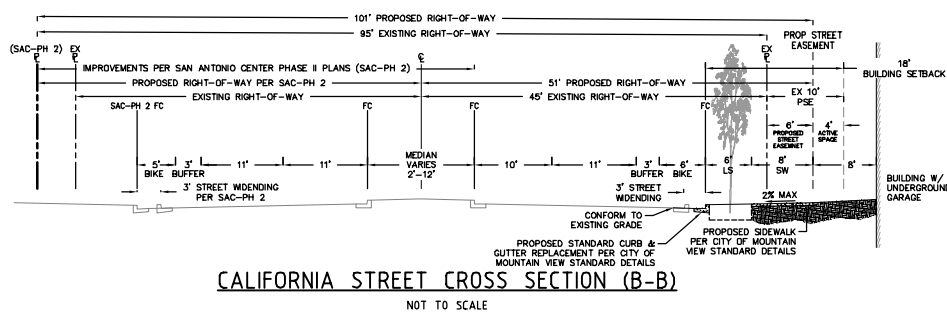 101' PROPOSED RIGHT-OF-WAY
95' EXISTING RIGHT-OF-WAY
PROP STREET
EASEMENT
(SAC-PH 2)
EX
IMPROVEMENTS PER SAN ANTONIO CENTER PHASE II PLANS (SAC-PH 2)
EX
18'
BUILDING SETBACK
PROPOSED RIGHT-OF-WAY PER SAC-PH 2
51' PROPOSED RIGHT-OF-WAY
EXISTING RIGHT-OF-WAY
45' EXISTING RIGHT-OF-WAY
EX 10'
PSE
SAC-PH 2 FC
FC
FC
FC
6'
PROPOSED
STREET
EASEMNET
4'
ACTIVE
SPACE
5'
BIKE
3'
BUFFER
11'
11'
MEDIAN
VARIES
2'-12'
10'
11'
3'
BUFFER
6'
BIKE
6'
LS
8'
SW
8'
3' STREET WIDENDING
PER SAC-PH 2
3' STREET
WIDENDING
2% MAX
BUILDING W/
UNDERGROUND
GARAGE
CONFORM TO
EXISTING GRADE
PROPOSED STANDARD CURB &
GUTTER REPLACEMENT PER CITY OF
MOUNTAIN VIEW STANDARD DETAILS
PROPOSED SIDEWALK
PER CITY OF MOUNTAIN
VIEW STANDARD DETAILS
CALIFORNIA STREET CROSS SECTION (B-B)
NOT TO SCALE